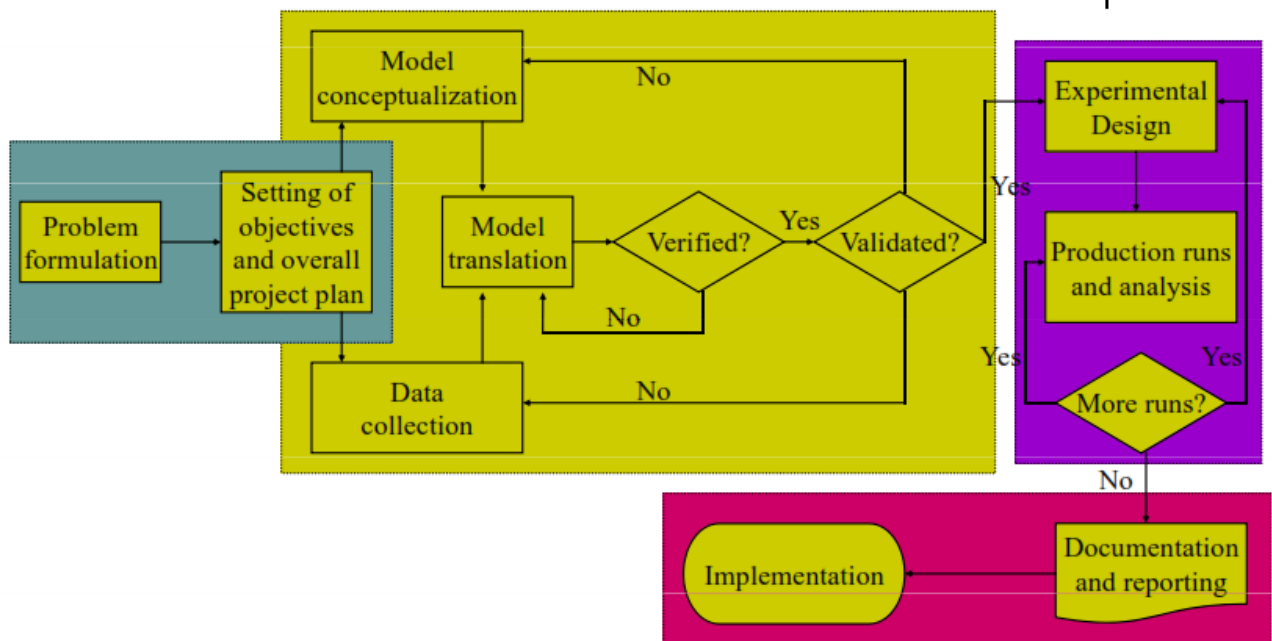 Problem
formulation
Setting of
objectives
and overall
project plan
Model
conceptualization
No
Model
translation
Verified?
Yes
Validated?
No
Data
collection
No
Yes
Experimental
Design
Production runs
and analysis
Yes
Yes
More runs?
No
Documentation
and reporting
Implementation